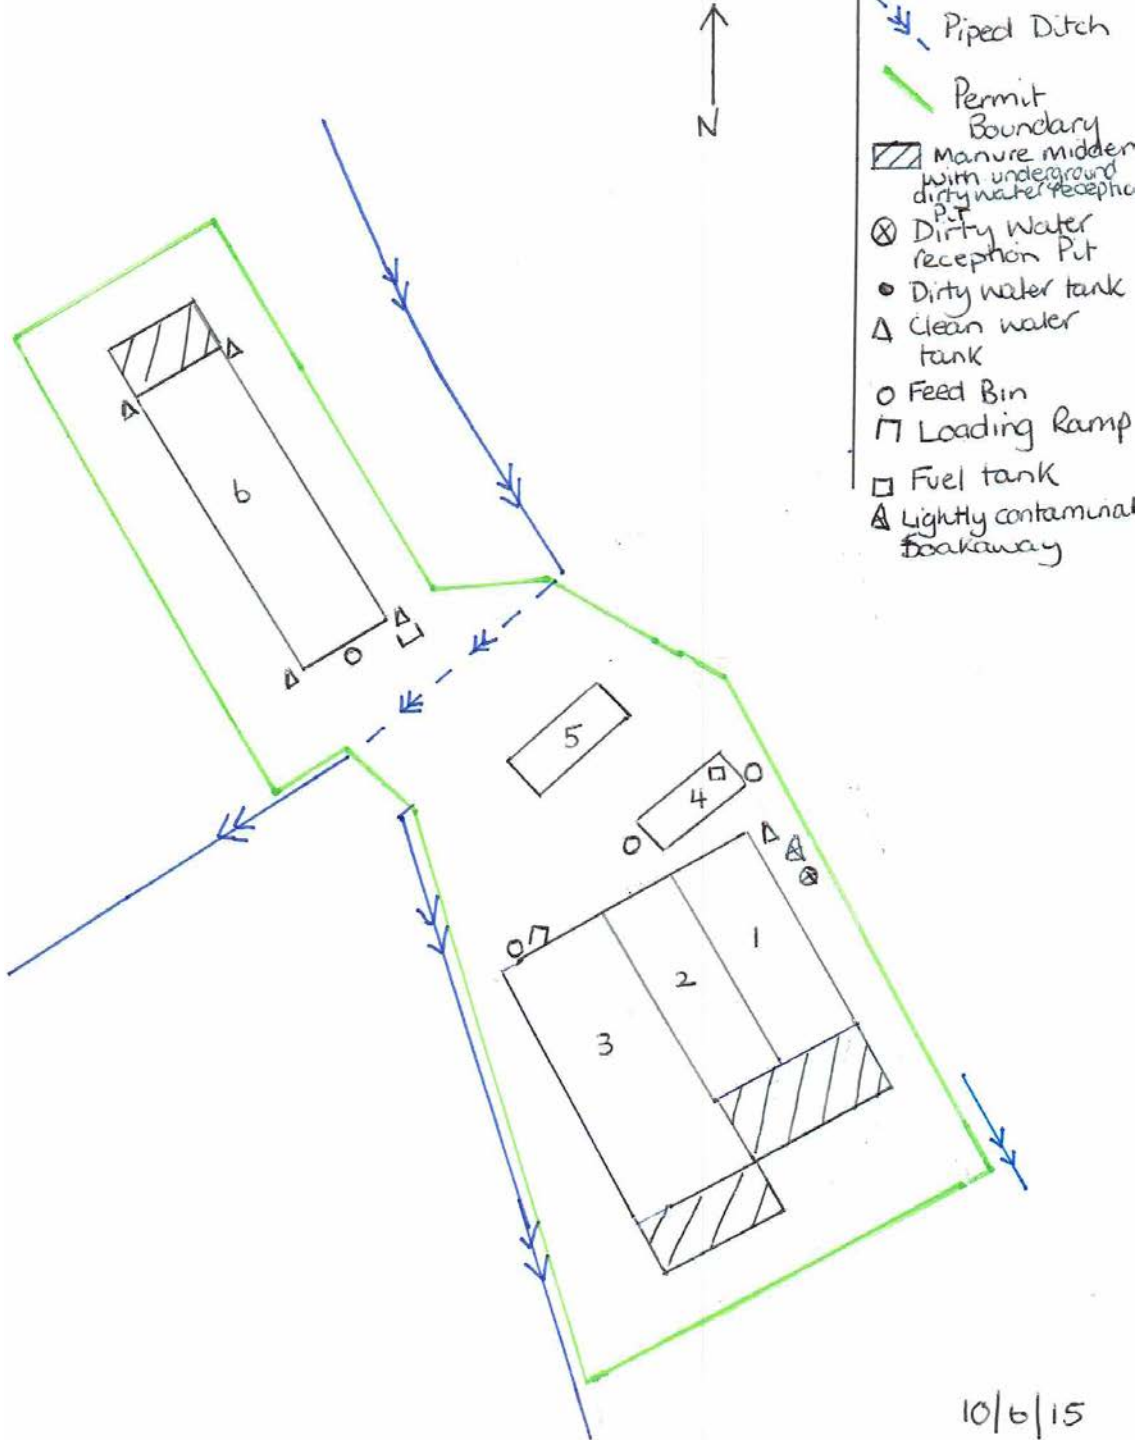 Piped Ditch
N
Permit
Boundary
Manure midden
with underground
dirty water recept
Pit
Dirty Water
reception Pit
Dirty water tank
Clean water
tank
Feed Bin
Loading Ramp
Fuel tank
Lightly contaminat
Soakaway
6
5
4
1
2
3
10/6/15